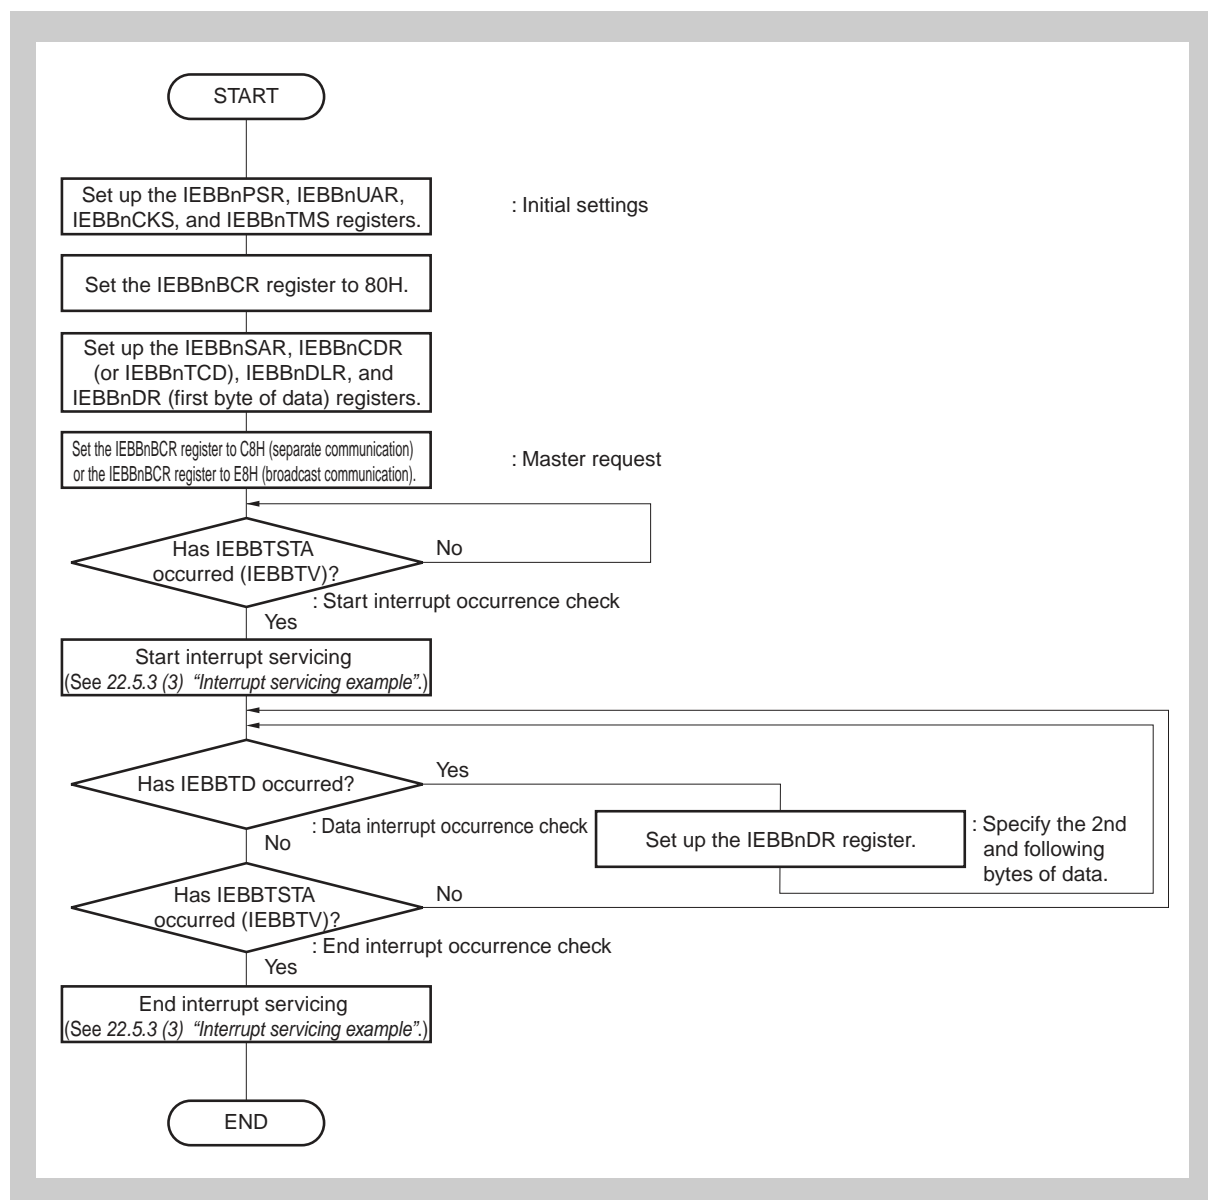 START
Set up the IEBBnPSR, IEBBnUAR,
IEBBnCKS, and IEBBnTMS registers.
: Initial settings
Set the IEBBnBCR register to 80H.
Set up the IEBBnSAR, IEBBnCDR
(or IEBBnTCD), IEBBnDLR, and
IEBBnDR (first byte of data) registers.
Set the IEBBnBCR register to C8H (separate communication)
or the IEBBnBCR register to E8H (broadcast communication).
: Master request
Has IEBBTSTA
occurred (IEBBTV)?
No
: Start interrupt occurrence check
Yes
Start interrupt servicing
(See 22.5.3 (3) "Interrupt servicing example".)
Has IEBBTD occurred?
Yes
: Data interrupt occurrence check
No
Set up the IEBBnDR register.
: Specify the 2nd
and following
bytes of data.
Has IEBBTSTA
occurred (IEBBTV)?
No
: End interrupt occurrence check
Yes
End interrupt servicing
(See 22.5.3 (3) "Interrupt servicing example".)
END